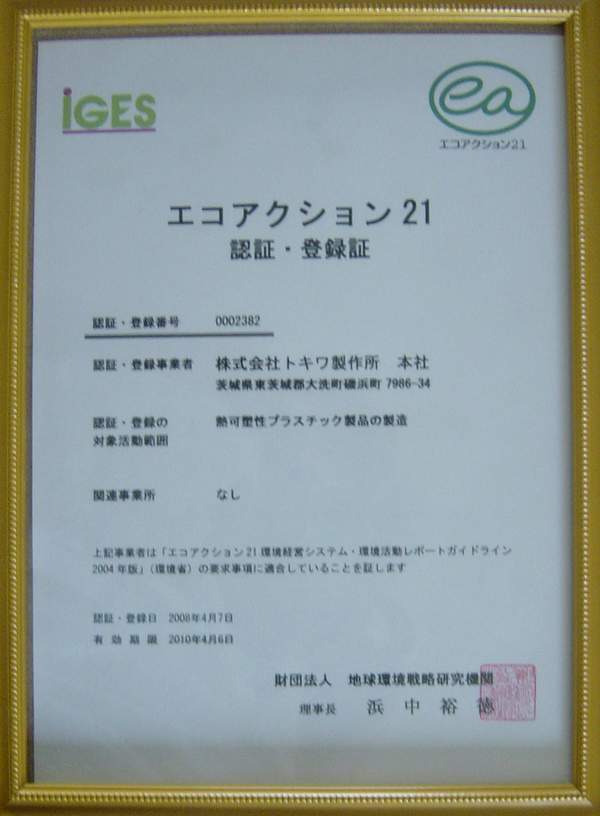 iGES
ea
エコアクション21
エコアクション 21
認証・登録証
認証・登録番号 0002382
認証・登録事業者 株式会社トキワ製作所 本社
茨城県東茨城郡大洗町磯浜町 7986-34
認証・登録の 熱可塑性プラスチック製品の製造
対象活動範囲
関連事業所 なし
上記事業者は「エコアクション21 環境経営システム・環境活動レポートガイドライン
2004年版」（環境省）の要求事項に適合していることを証します
認証・登録日 2008年4月7日
有効期限 2010年4月6日
財団法人 地球環境戦略研究機関
理事長 浜中裕徳